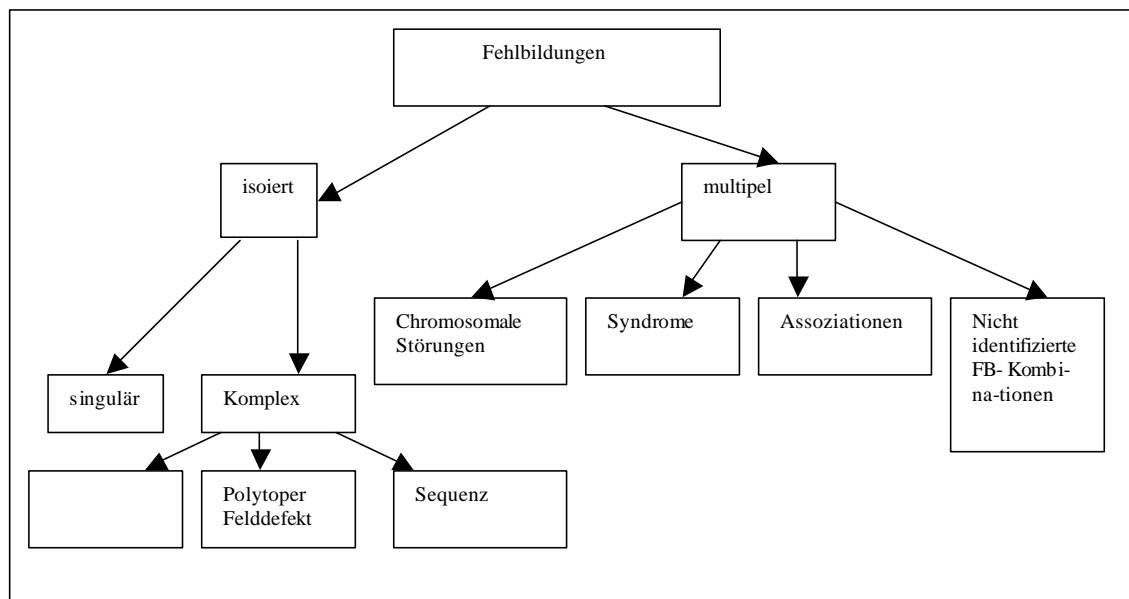 Fehlbildungen
isoiert
multipel
Chromosomale
Störungen
Syndrome
Assoziationen
Nicht
identifizierte
FB- Kombi-
na-tionen
singulär
Komplex
Polytoper
Felddefekt
Sequenz